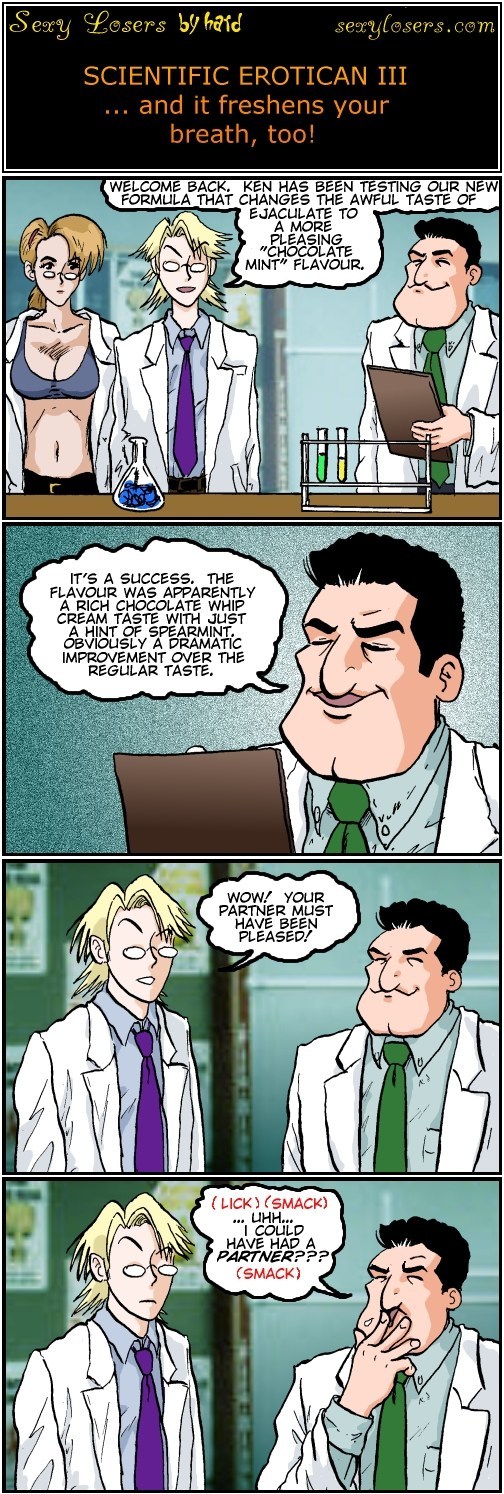 Sexy Losers by hard
sexylosers.com
SCIENTIFIC EROTICAN III
... and it freshens your
breath, too!
WELCOME BACK. KEN HAS BEEN TESTING OUR NEW
FORMULA THAT CHANGES THE AWFUL TASTE OF
EJACULATE TO
A MORE
PLEASING
"CHOCOLATE
MINT" FLAVOUR.
IT'S A SUCCESS. THE
FLAVOUR WAS APPARENTLY
A RICH CHOCOLATE WHIP
CREAM TASTE WITH JUST
A HINT OF SPEARMINT.
OBVIOUSLY A DRAMATIC
IMPROVEMENT OVER THE
REGULAR TASTE.
WOW! YOUR
PARTNER MUST
HAVE BEEN
PLEASED!
(LICK) (SMACK)
... UHH...
I COULD
HAVE HAD A
PARTNER???
(SMACK)